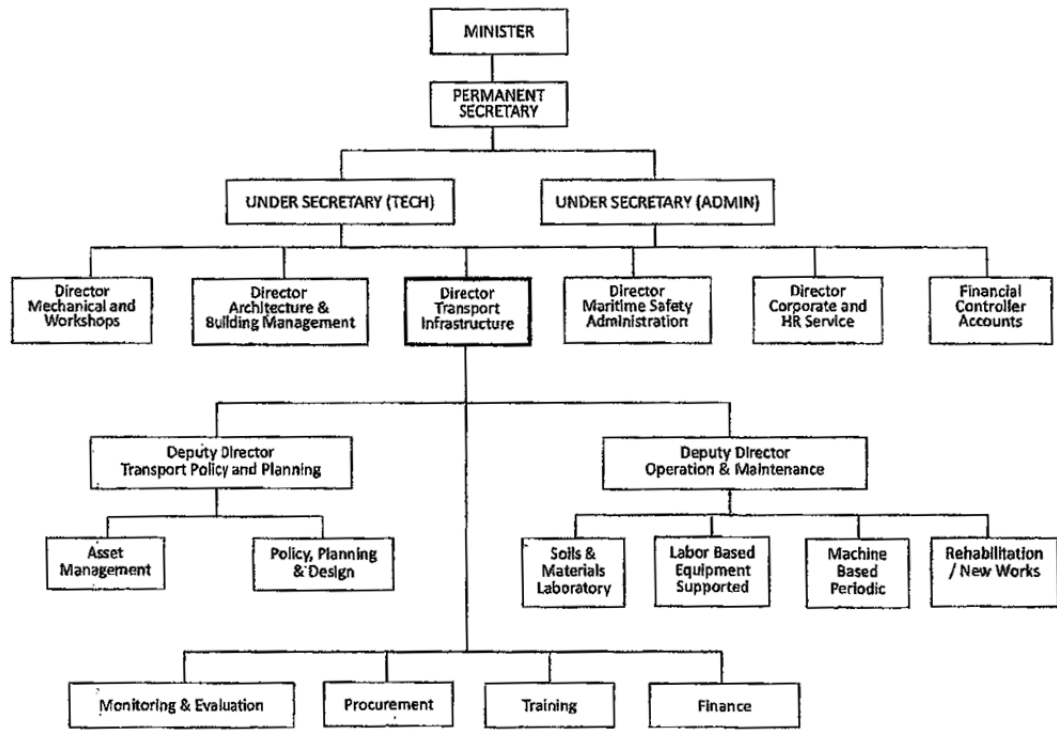 MINISTER
PERMANENT
SECRETARY
UNDER SECRETARY (TECH)
UNDER SECRETARY (ADMIN)
Director
Mechanical and
Workshops
Director
Architecture &
Building Management
Director
Transport
Infrastructure
Director
Maritime Safety
Administration
Director
Corporate and
HR Service
Financial
Controller
Accounts
Deputy Director
Transport Policy and Planning
Deputy Director
Operation & Maintenance
Asset
Management
Policy, Planning
& Design
Soils &
Materials
Laboratory
Labor Based
Equipment
Supported
Machine
Based
Periodic
Rehabilitation
/ New Works
Monitoring & Evaluation
Procurement
Training
Finance